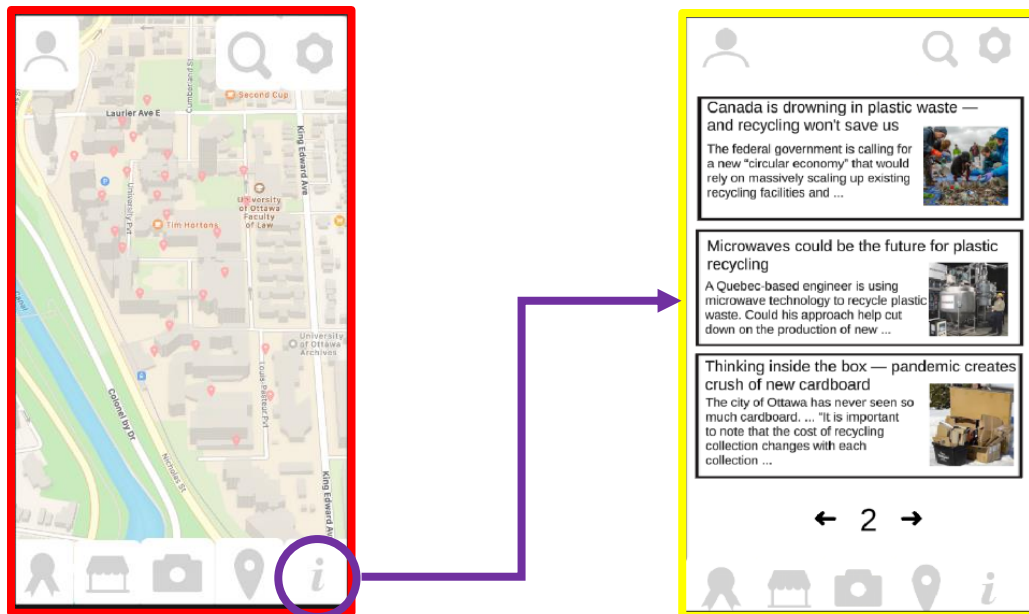 Cumberland St
Second Cup
Laurier Ave E
King Edward Ave
University Pvt
University
of Ottawa
Faculty
of Law
Tim Hortons
Canal
University
of Ottawa
Archives
Louis-Pasteur Pvt
Colonel by Dr
Nicholas St
King Edward Av
i
Canada is drowning in plastic waste —
and recycling won't save us
The federal government is calling for
a new “circular economy” that would
rely on massively scaling up existing
recycling facilities and ...
Microwaves could be the future for plastic
recycling
A Quebec-based engineer is using
microwave technology to recycle plastic
waste. Could his approach help cut
down on the production of new ...
Thinking inside the box — pandemic creates
crush of new cardboard
The city of Ottawa has never seen so
much cardboard. ... "It is important
to note that the cost of recycling
collection changes with each
collection ...
← 2 →
i